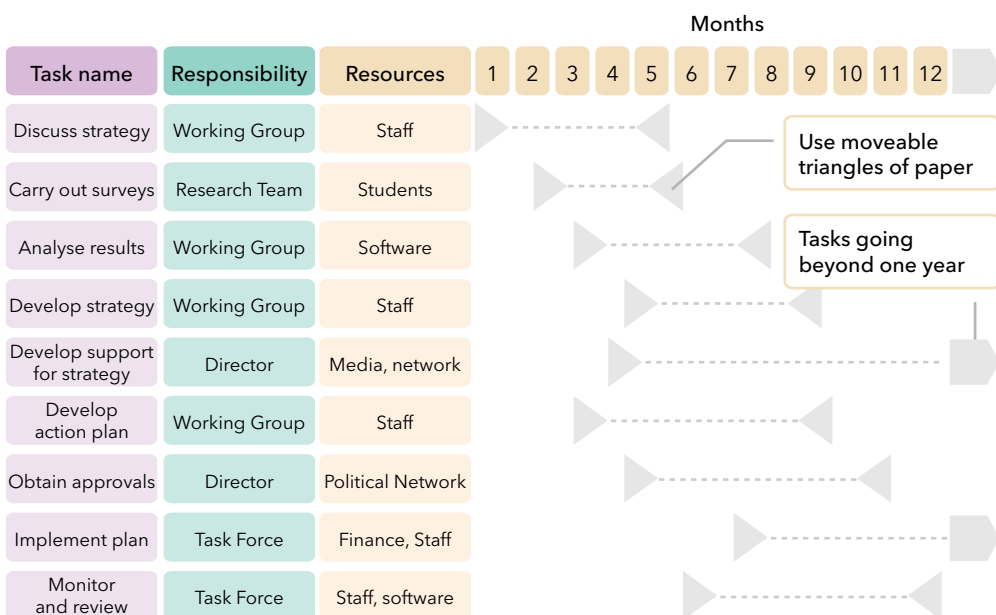 Months
Task name Responsibility Resources 1 2 3 4 5 6 7 8 9 10 11 12
Discuss strategy Working Group Staff
Use moveable
triangles of paper
Carry out surveys Research Team Students
Analyse results Working Group Software
Tasks going
beyond one year
Develop strategy Working Group Staff
Develop support
for strategy
Director Media, network
Develop
action plan
Working Group Staff
Obtain approvals Director Political Network
Implement plan Task Force Finance, Staff
Monitor
and review
Task Force Staff, software